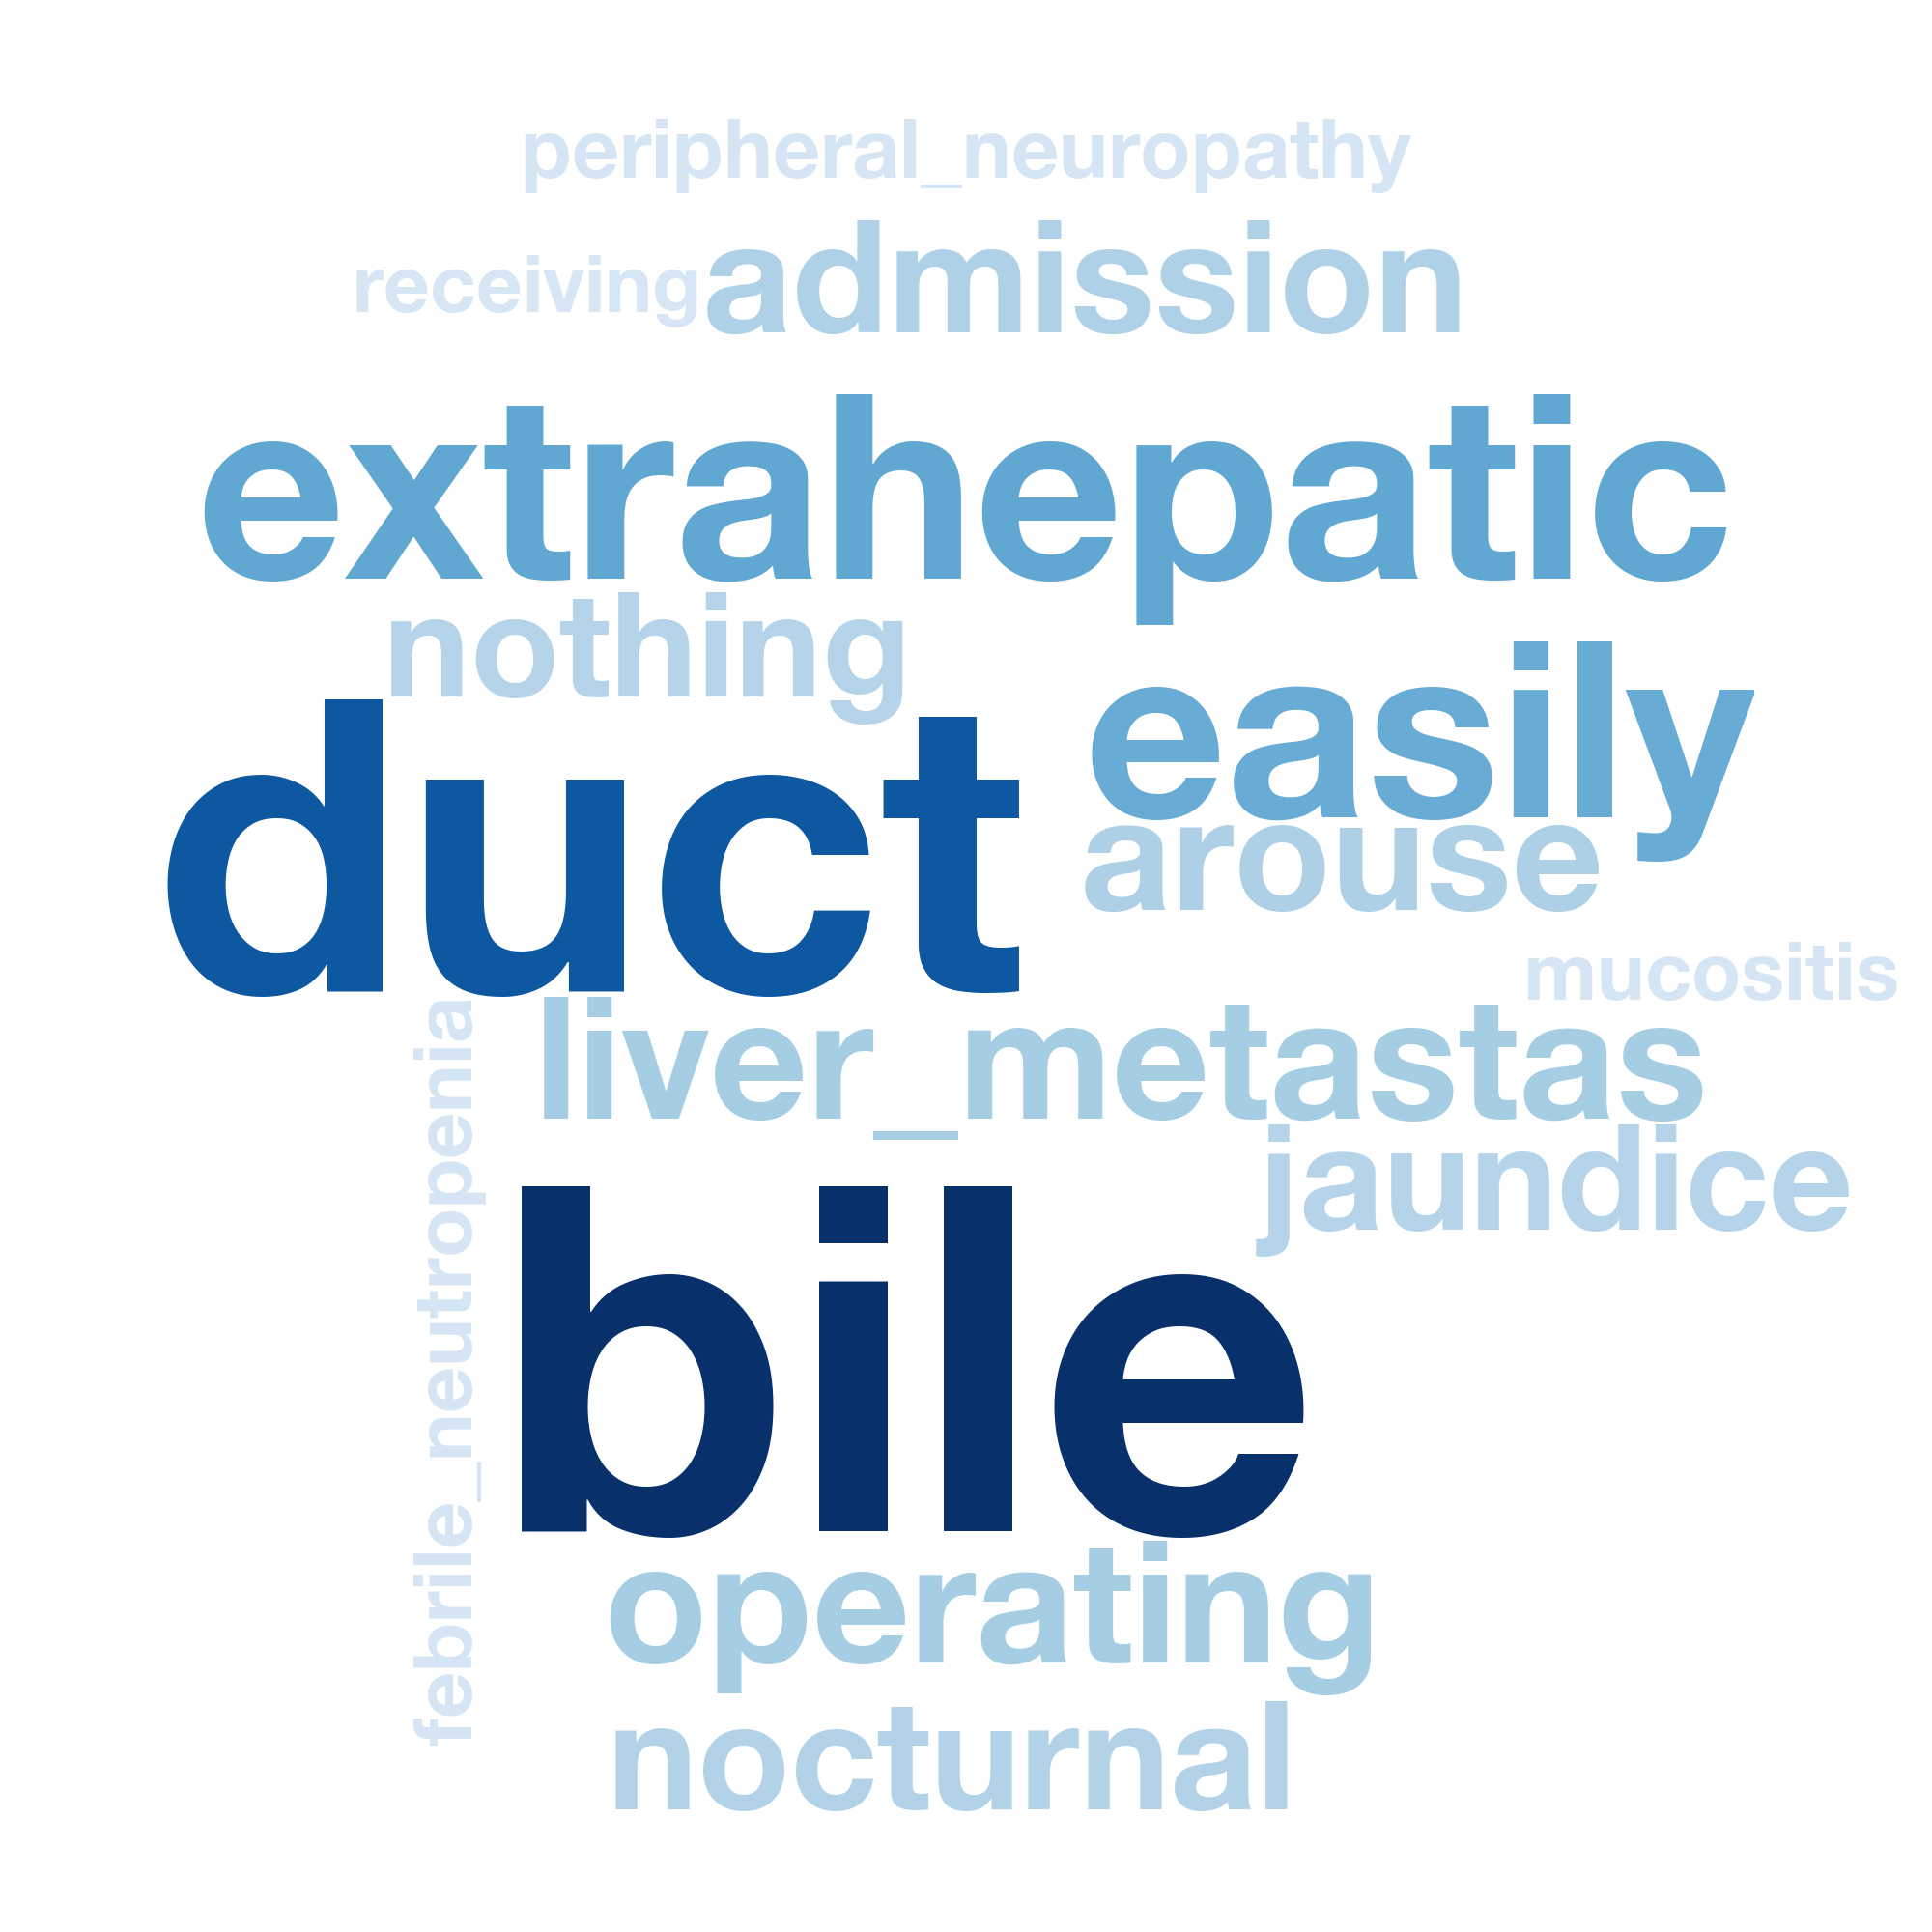 peripheral_neuropathy
receiving admission
extrahepatic
nothing
easily
duct
arouse
mucositis
liver_metastas
jaundice
febrile_neutropenia
bile
operating
nocturnal